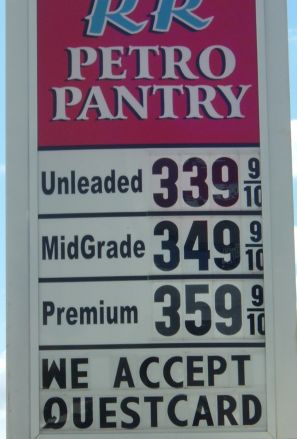 RR
PETRO
PANTRY
Unleaded 339 9/10
MidGrade 349 9/10
Premium 359 9/10
WE ACCEPT
QUESTCARD